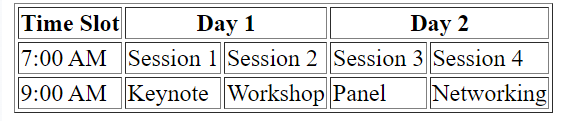 Time Slot Day 1 Day 2
7:00 AM Session 1 Session 2 Session 3 Session 4
9:00 AM Keynote Workshop Panel Networking